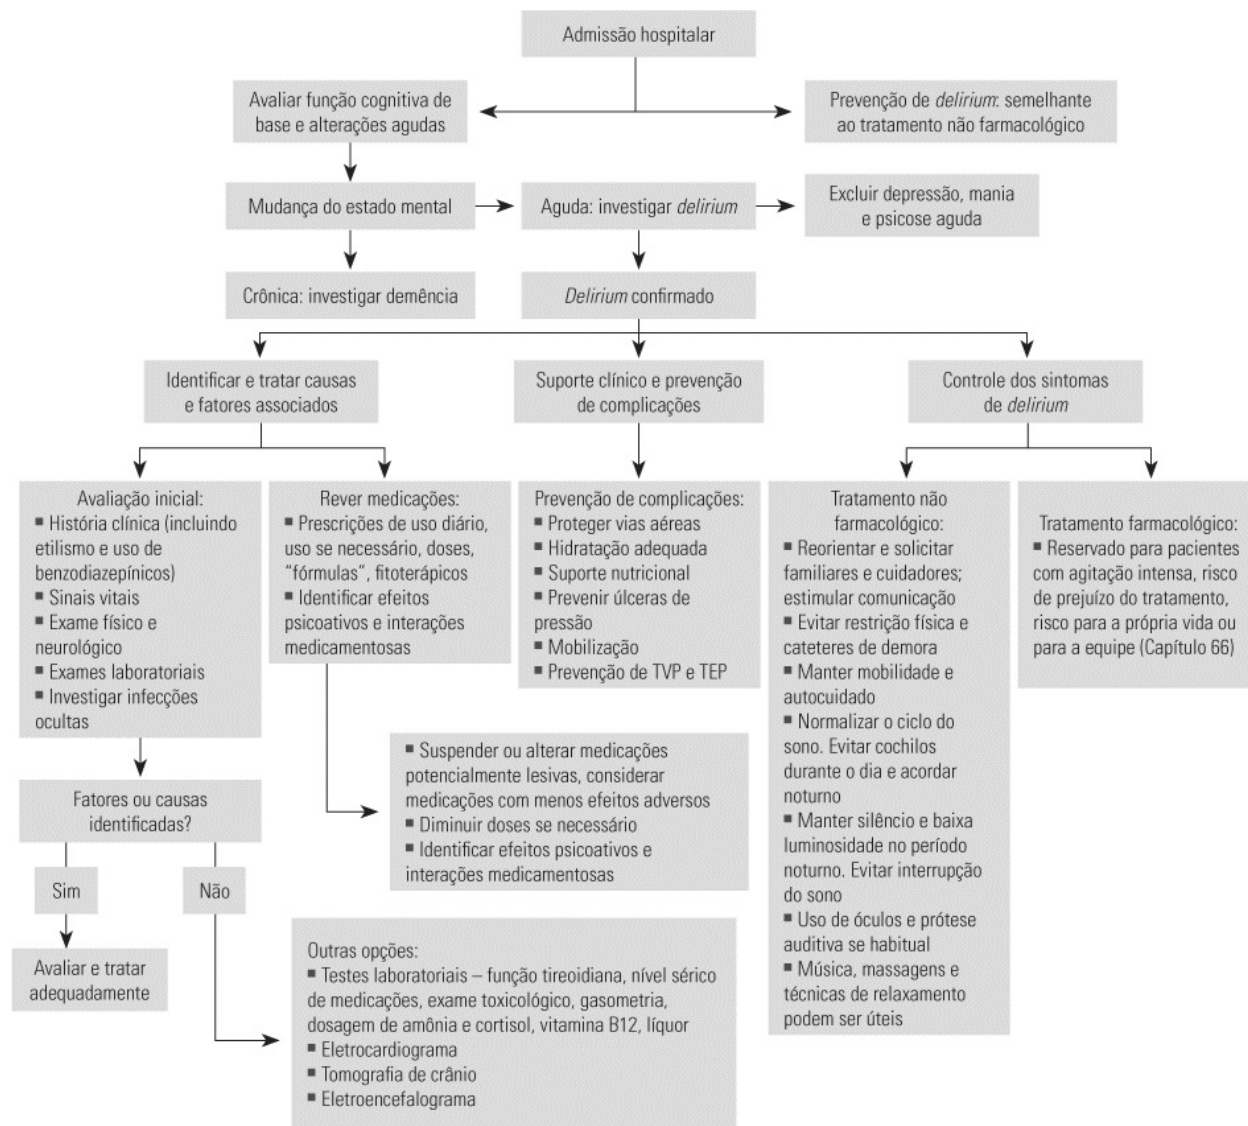 Admissão hospitalar
Avaliar função cognitiva de
base e alterações agudas
Prevenção de delirium: semelhante
ao tratamento não farmacológico
Mudança do estado mental
Aguda: investigar delirium
Excluir depressão, mania
e psicose aguda
Crônica: investigar demência
Delirium confirmado
Identificar e tratar causas
e fatores associados
Suporte clínico e prevenção
de complicações
Controle dos sintomas
de delirium
Avaliação inicial:
■ História clínica (incluindo
etilismo e uso de
benzodiazepínicos)
■ Sinais vitais
■ Exame físico e
neurológico
■ Exames laboratoriais
■ Investigar infecções
ocultas
Rever medicações:
■ Prescrições de uso diário,
uso se necessário, doses,
“fórmulas”, fitoterápicos
■ Identificar efeitos
psicoativos e interações
medicamentosas
Prevenção de complicações:
■ Proteger vias aéreas
■ Hidratação adequada
■ Suporte nutricional
■ Prevenir úlceras de
pressão
■ Mobilização
■ Prevenção de TVP e TEP
Tratamento não
farmacológico:
■ Reorientar e solicitar
familiares e cuidadores;
estimular comunicação
■ Evitar restrição física e
cateteres de demora
■ Manter mobilidade e
autocuidado
■ Normalizar o ciclo do
sono. Evitar cochilos
durante o dia e acordar
noturno
■ Manter silêncio e baixa
luminosidade no período
noturno. Evitar interrupção
do sono
■ Uso de óculos e prótese
auditiva se habitual
■ Música, massagens e
técnicas de relaxamento
podem ser úteis
Tratamento farmacológico:
■ Reservado para pacientes
com agitação intensa, risco
de prejuízo do tratamento,
risco para a própria vida ou
para a equipe (Capítulo 66)
■ Suspender ou alterar medicações
potencialmente lesivas, considerar
medicações com menos efeitos adversos
■ Diminuir doses se necessário
■ Identificar efeitos psicoativos e
interações medicamentosas
Fatores ou causas
identificadas?
Sim
Não
Avaliar e tratar
adequadamente
Outras opções:
■ Testes laboratoriais – função tireoidiana, nível sérico
de medicações, exame toxicológico, gasometria,
dosagem de amônia e cortisol, vitamina B12, líquor
■ Eletrocardiograma
■ Tomografia de crânio
■ Eletroencefalograma